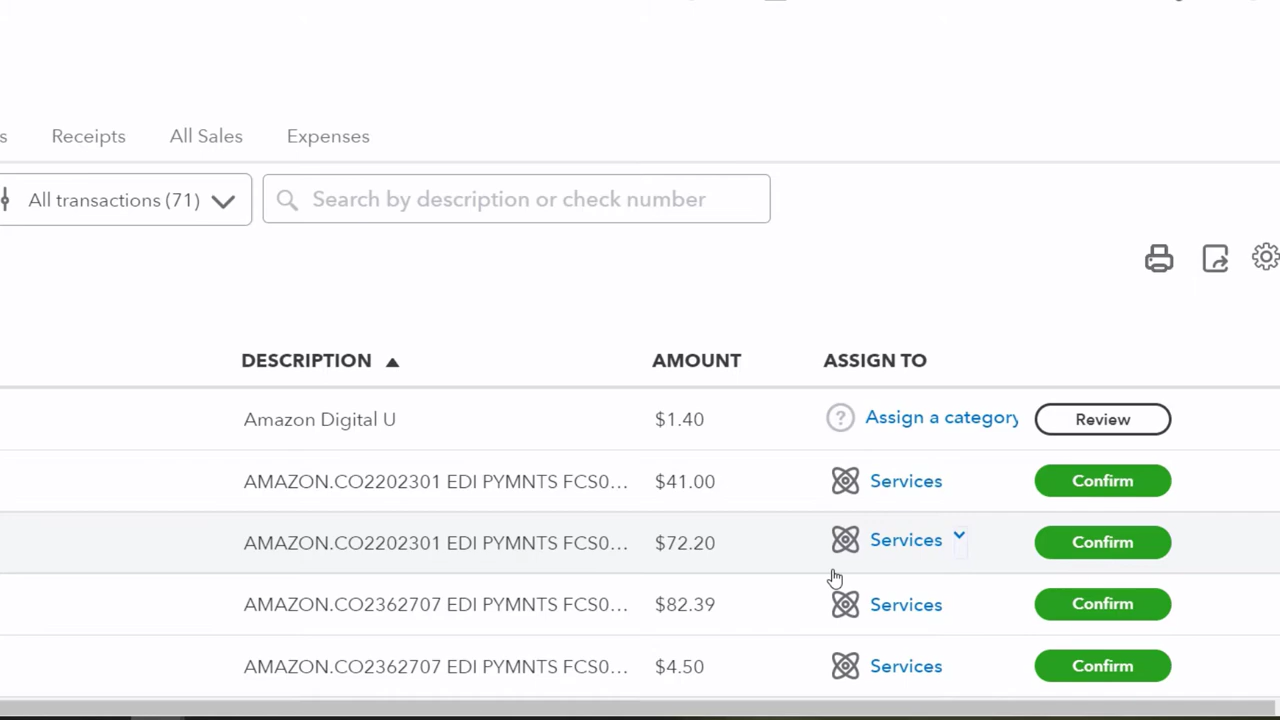 s Receipts All Sales Expenses
All transactions (71) Search by description or check number
DESCRIPTION ▲ AMOUNT ASSIGN TO
Amazon Digital U $1.40 ? Assign a category Review
AMAZON.CO2202301 EDI PYMNTS FCS0... $41.00 Services Confirm
AMAZON.CO2202301 EDI PYMNTS FCS0... $72.20 Services Confirm
AMAZON.CO2362707 EDI PYMNTS FCS0... $82.39 Services Confirm
AMAZON.CO2362707 EDI PYMNTS FCS0... $4.50 Services Confirm